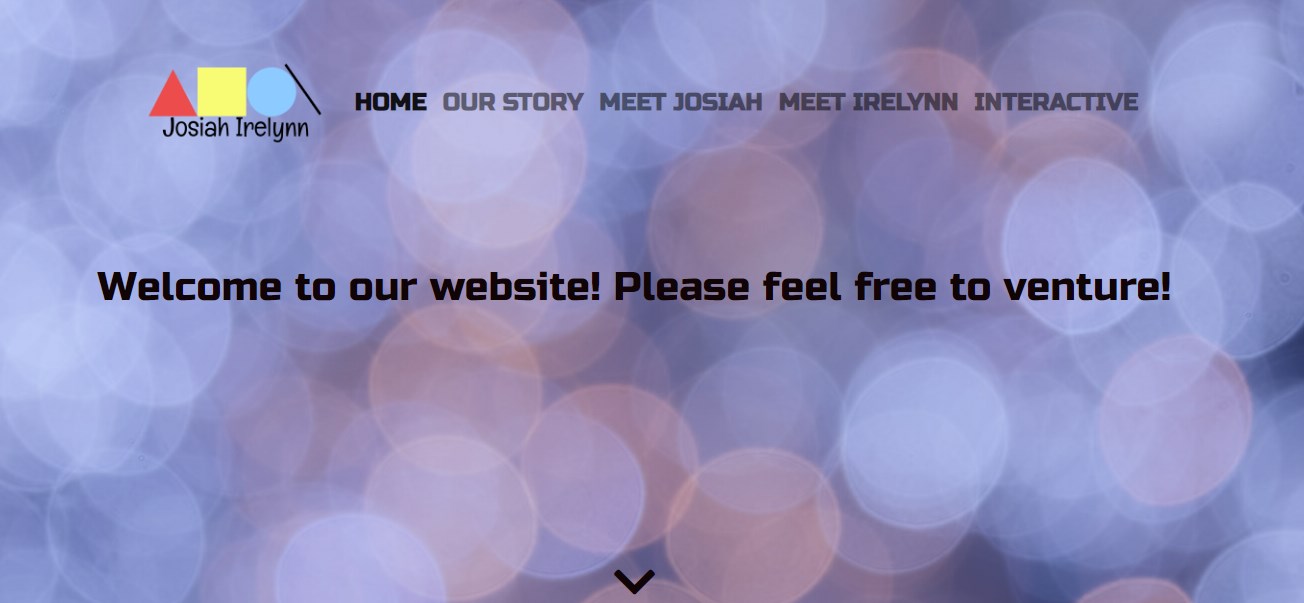 HOME OUR STORY MEET JOSIAH MEET IRELYNN INTERACTIVE
Josiah Irelynn
Welcome to our website! Please feel free to venture!